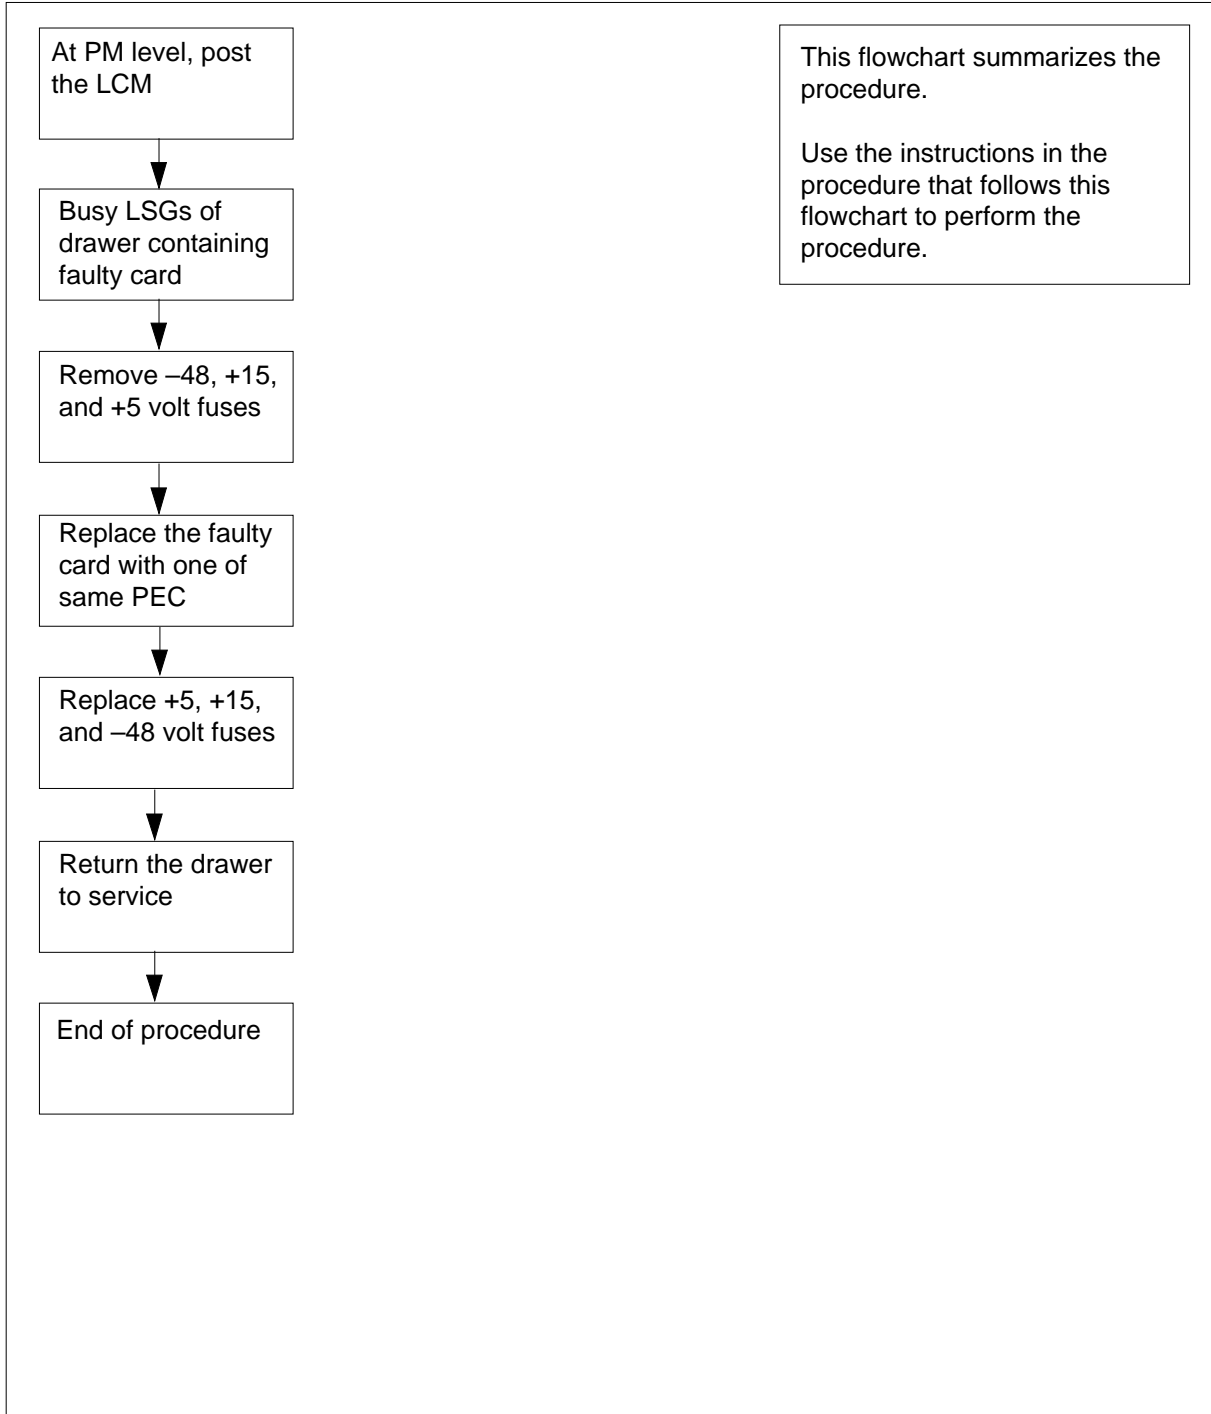 At PM level, post
the LCM
Busy LSGs of
drawer containing
faulty card
Remove –48, +15,
and +5 volt fuses
Replace the faulty
card with one of
same PEC
Replace +5, +15,
and –48 volt fuses
Return the drawer
to service
End of procedure
This flowchart summarizes the
procedure.
Use the instructions in the
procedure that follows this
flowchart to perform the
procedure.